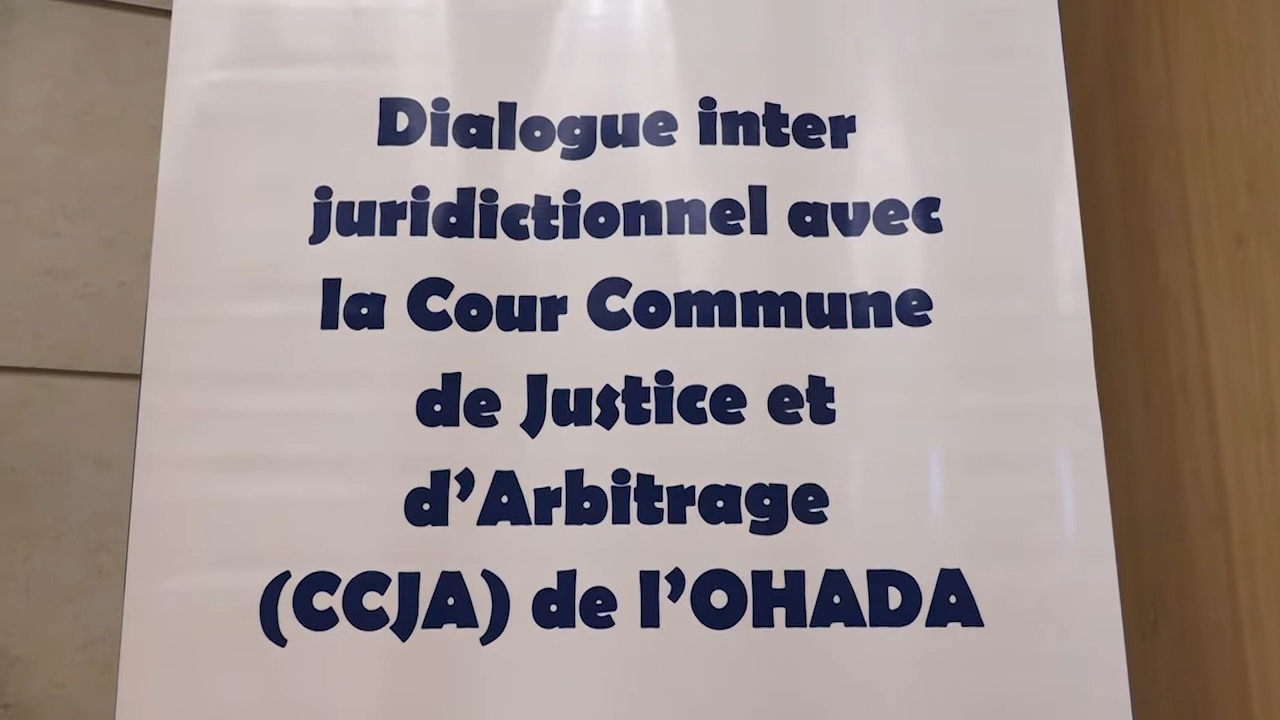 Dialogue inter
juridictionnel avec
la Cour Commune
de Justice et
d’Arbitrage
(CCJA) de l’OHADA